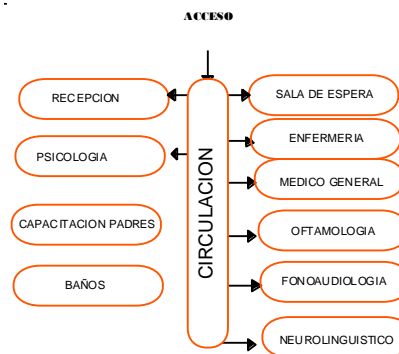 ACCESO
RECEPCION
SALA DE ESPERA
ENFERMERIA
PSICOLOGIA
MEDICO GENERAL
CIRCULACION
CAPACITACION PADRES
OFTAMOLOGIA
BAÑOS
FONOAUDIOLOGIA
NEUROLINGUISTICO